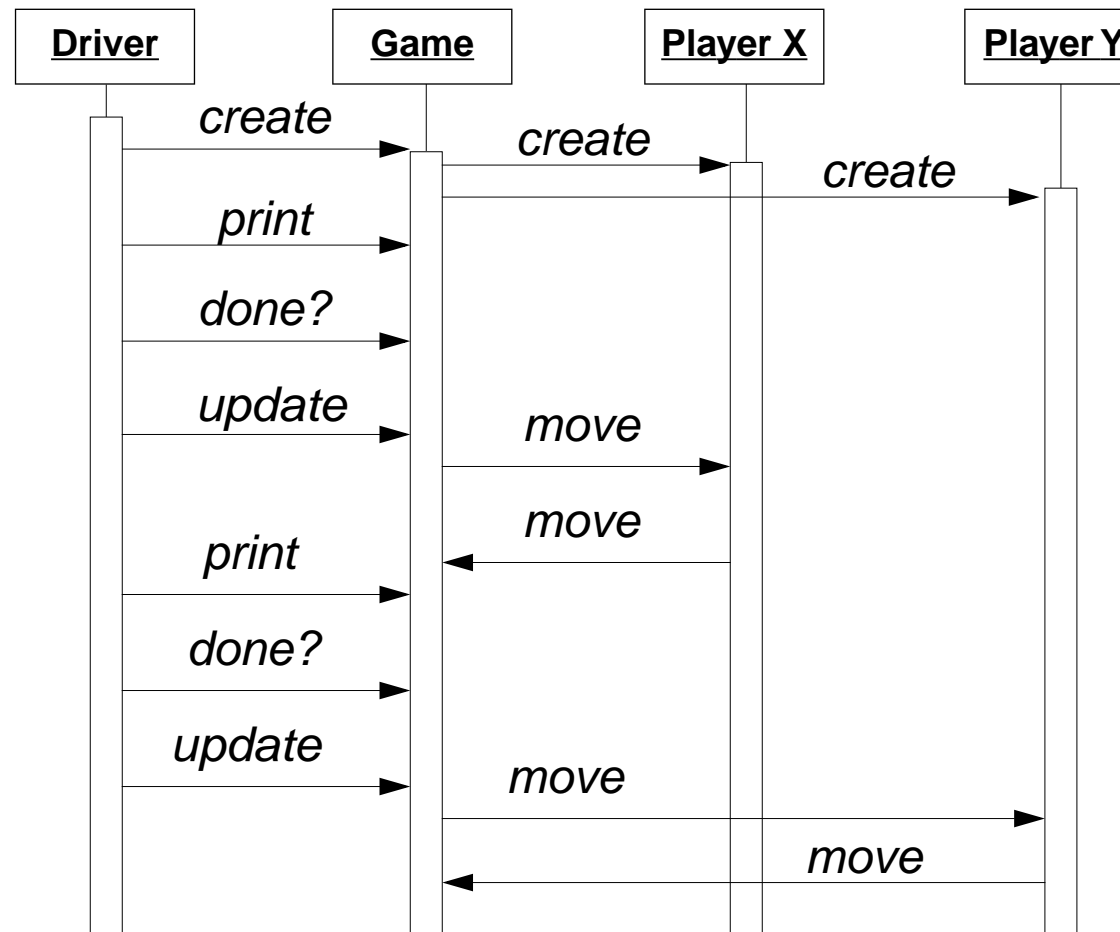 Driver
Game
Player X
Player Y
create
create
create
print
done?
update
move
move
print
done?
update
move
move